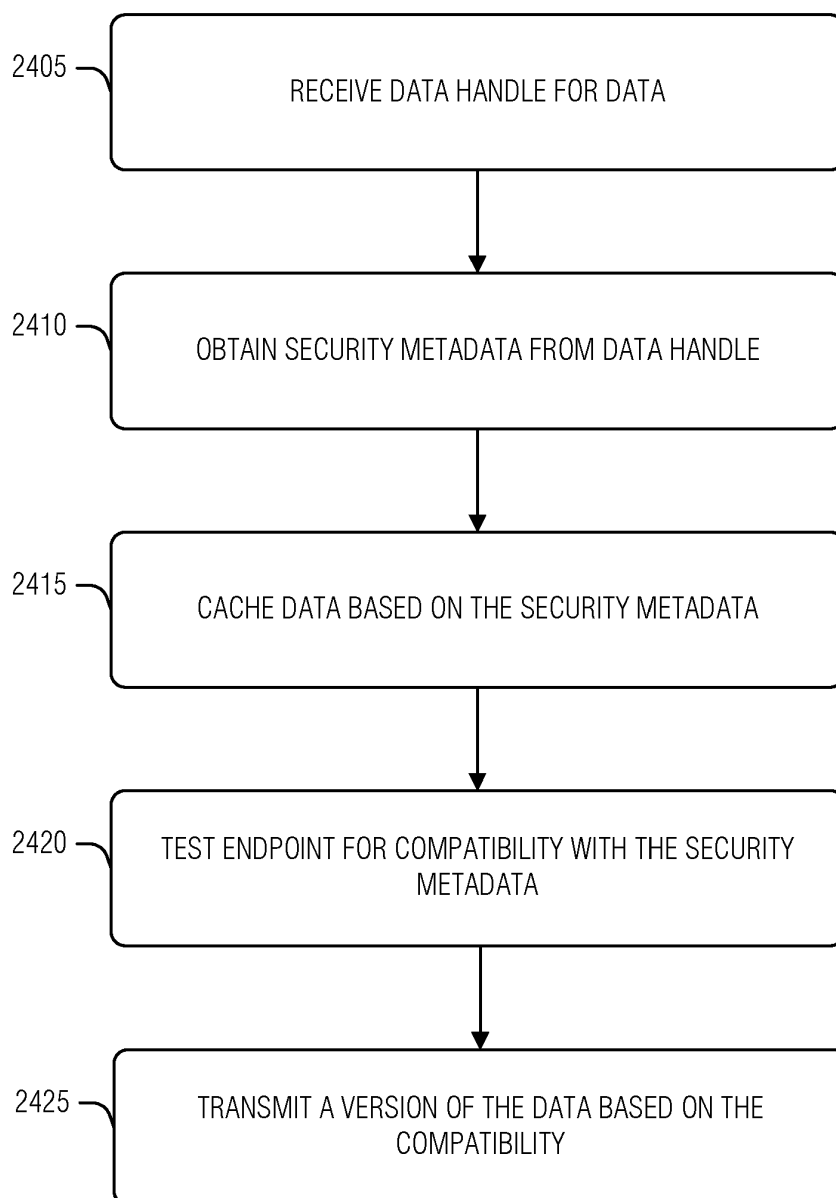 2405
RECEIVE DATA HANDLE FOR DATA
2410
OBTAIN SECURITY METADATA FROM DATA HANDLE
2415
CACHE DATA BASED ON THE SECURITY METADATA
2420
TEST ENDPOINT FOR COMPATIBILITY WITH THE SECURITY
METADATA
2425
TRANSMIT A VERSION OF THE DATA BASED ON THE
COMPATIBILITY